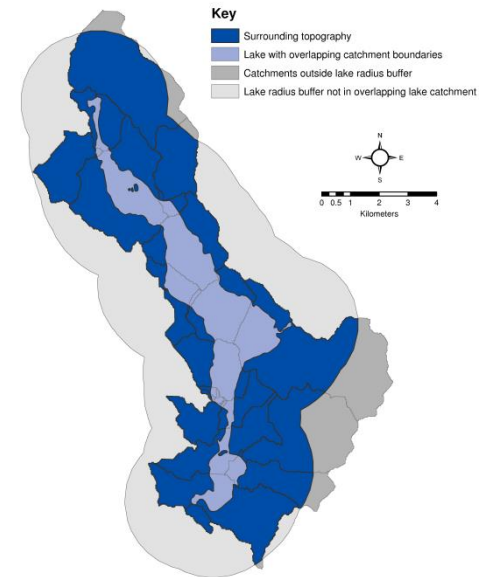 Key
Surrounding topography
Lake with overlapping catchment boundaries
Catchments outside lake radius buffer
Lake radius buffer not in overlapping lake catchment
N
W E
S
0 0.5 1 2 3 4
Kilometers